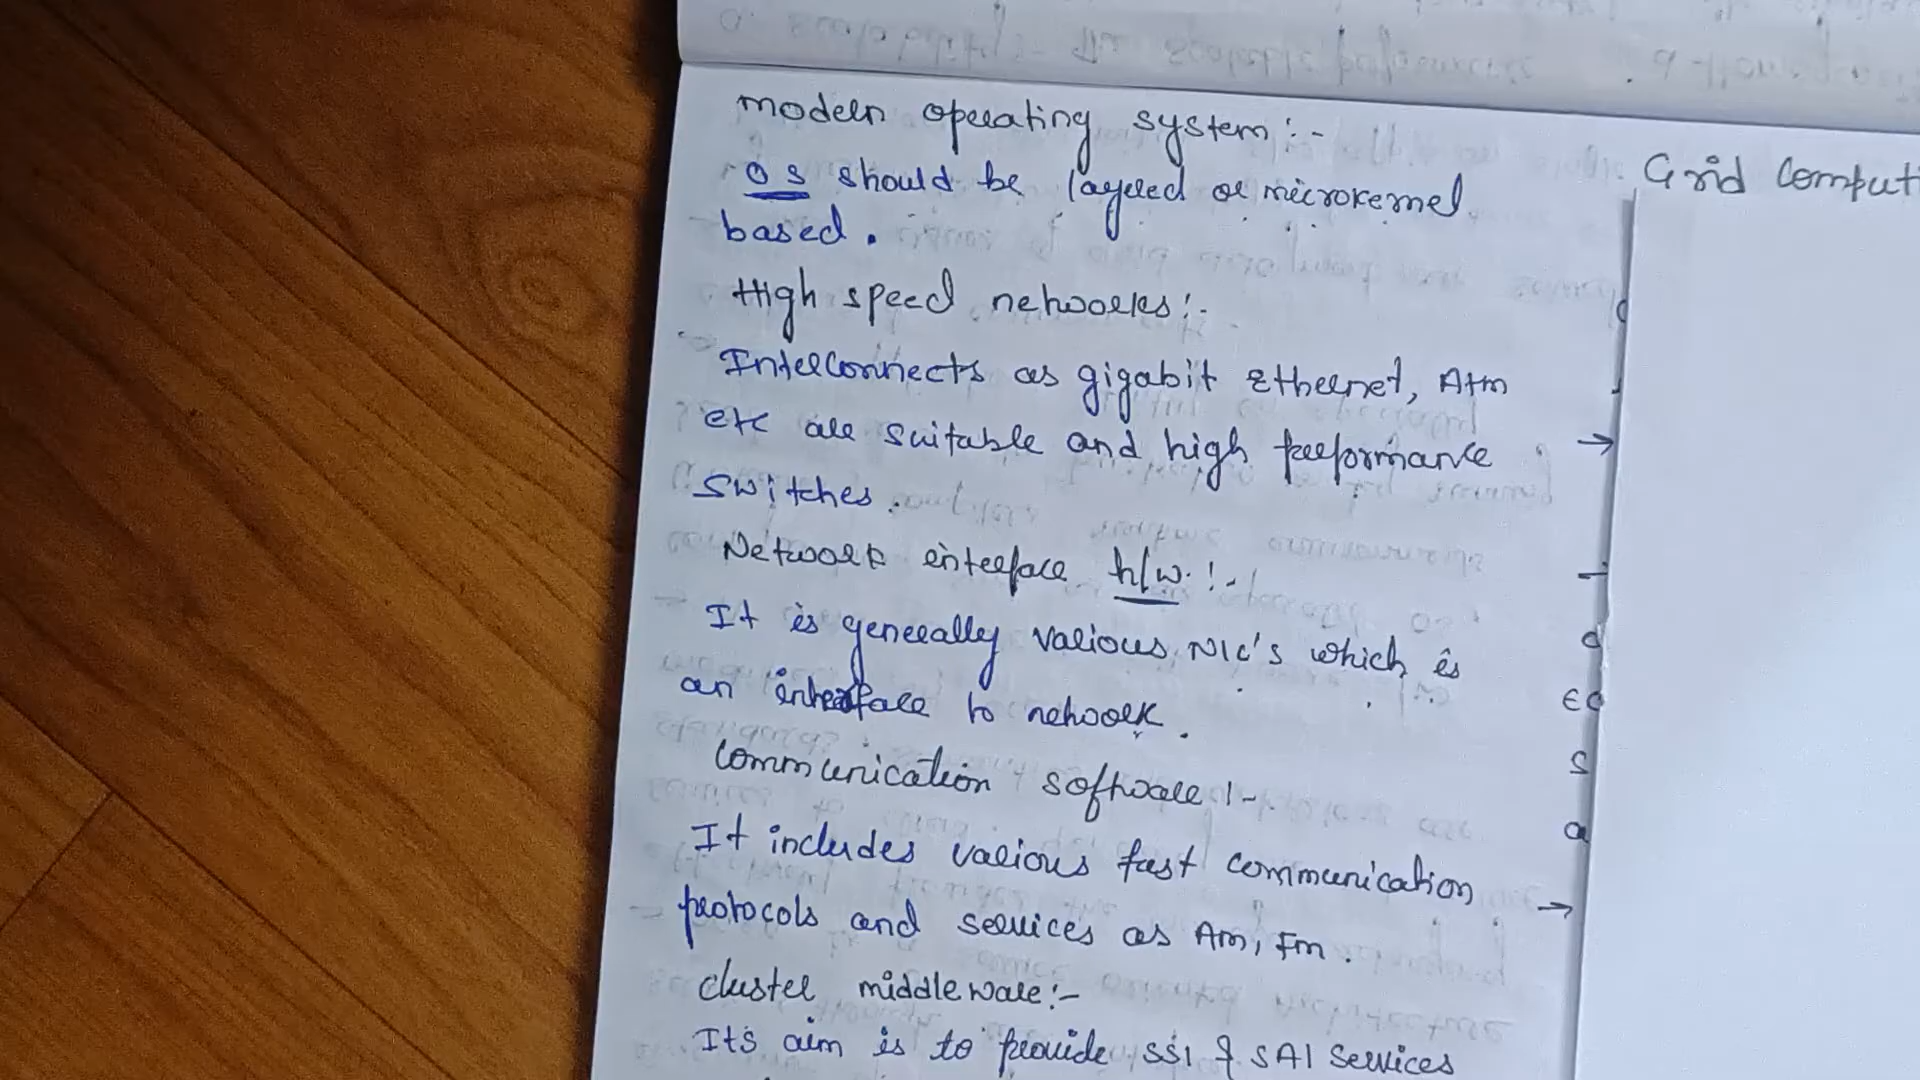 modern operating system:-
OS should be layered or microkernel
based.
High speed networks:-
Interconnects as gigabit Ethernet, Atm
etc are suitable and high performance
switches.
Network interface h/w:-
It is generally various NIC's which is
an interface to network.
communication software:-
It includes various fast communication
protocols and services as Am, Fm.
cluster middleware:-
It's aim is to provide SSI & SAI Services
Grid Computi